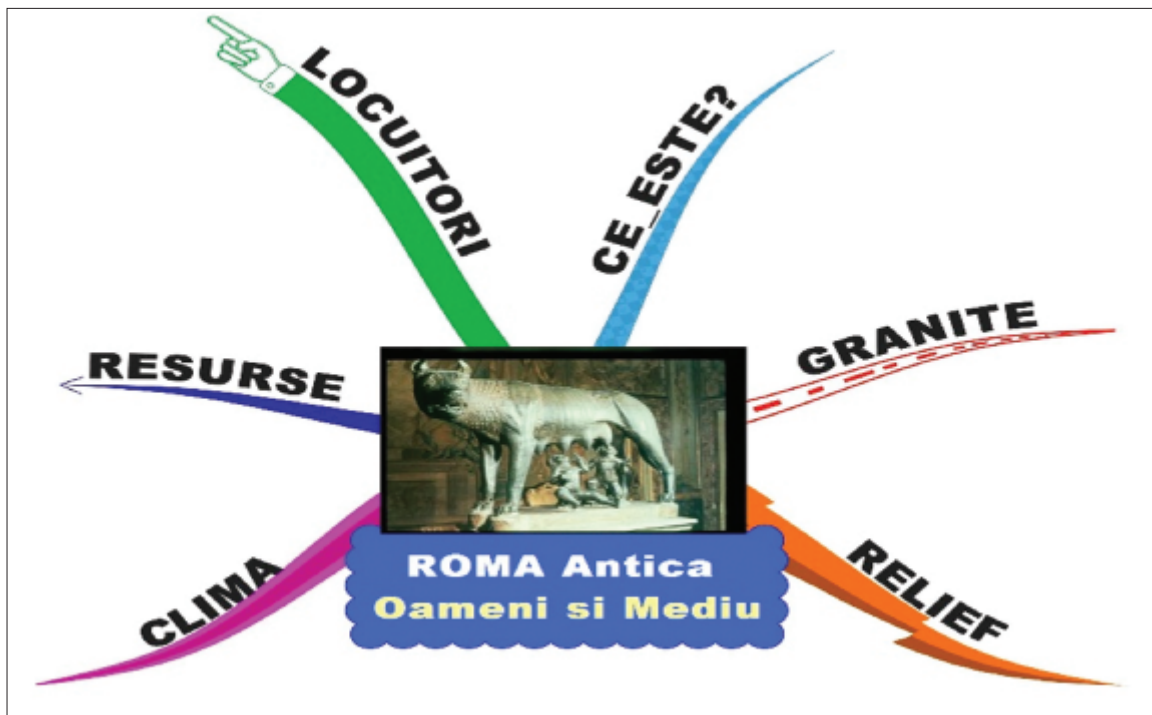 LOCUITORI
CE_ESTE?
GRANITE
RESURSE
CLIMA
RELIEF
ROMA Antica
Oameni si Mediu